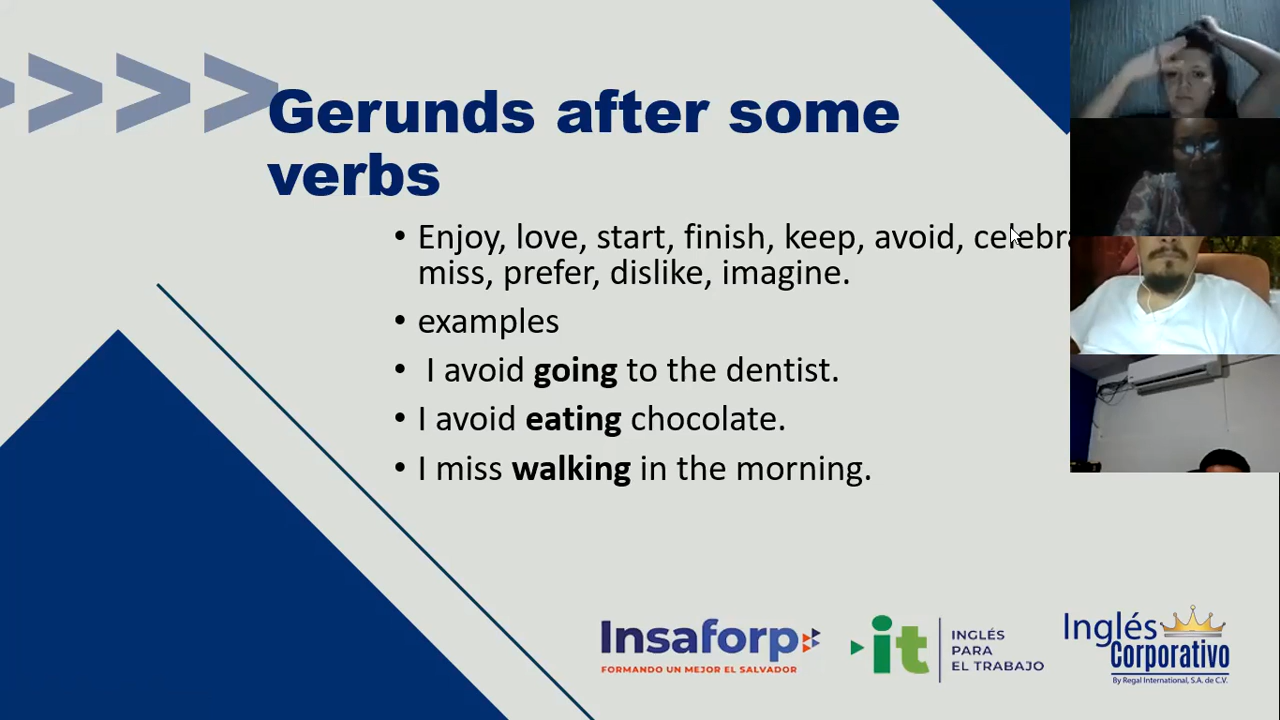 Gerunds after some
verbs
• Enjoy, love, start, finish, keep, avoid,
miss, prefer, dislike, imagine.
• examples
• I avoid going to the dentist.
• I avoid eating chocolate.
• I miss walking in the morning.
Insaforp
FORMANDO UN MEJOR EL SALVADOR
it
INGLÉS
PARA
EL TRABAJO
Inglés
Corporativo
By Regal International, S.A. de C.V.